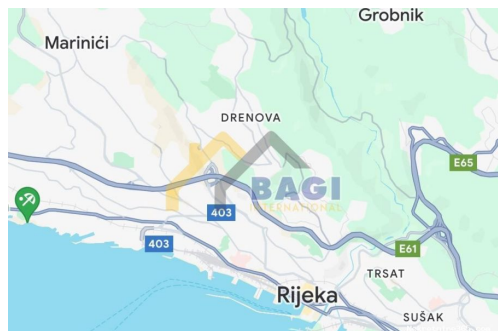 Grobnik
Marinići
DRENOVA
E65
BAGI
INTERNATIONAL
403
403
E61
TRSAT
Rijeka
SUŠAK